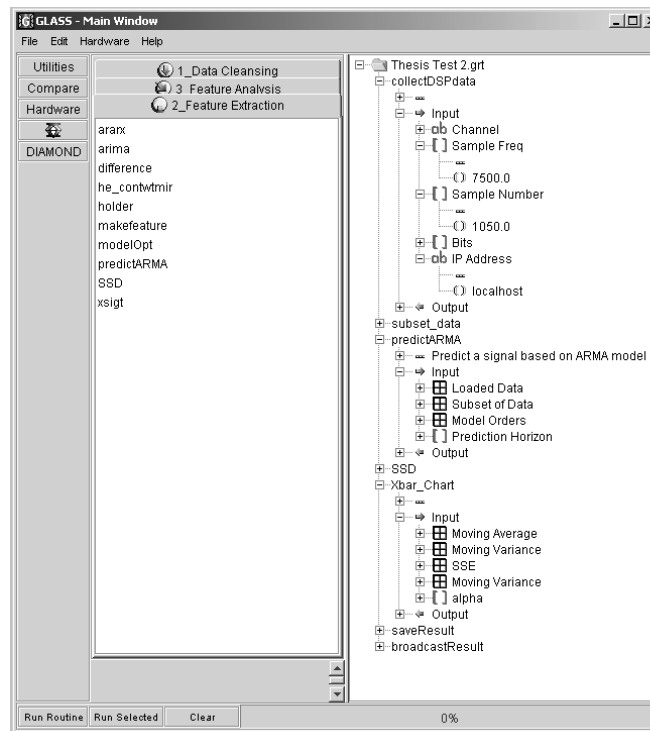 GLASS - Main Window
File Edit Hardware Help
Utilities
Compare
Hardware
DIAMOND
1_Data Cleansing
3_Feature Analysis
2_Feature Extraction
ararx
arima
difference
he_contwtmir
holder
makefeature
modelOpt
predictARMA
SSD
xsigt
Thesis Test 2.grt
collectDSPdata
Input
ab Channel
[ ] Sample Freq
() 7500.0
[ ] Sample Number
() 1050.0
[ ] Bits
ab IP Address
() localhost
Output
subset_data
predictARMA
Predict a signal based on ARMA model
Input
Loaded Data
Subset of Data
Model Orders
[ ] Prediction Horizon
Output
SSD
Xbar_Chart
Input
Moving Average
Moving Variance
SSE
Moving Variance
[ ] alpha
Output
saveResult
broadcastResult
Run Routine Run Selected Clear 0%